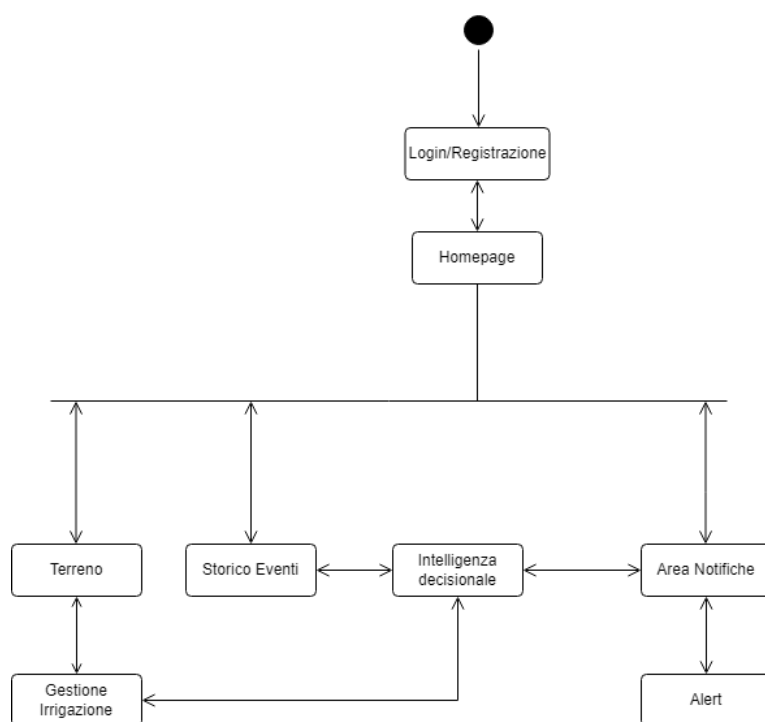 Login/Registrazione
Homepage
Terreno
Storico Eventi
Intelligenza
decisionale
Area Notifiche
Gestione
Irrigazione
Alert